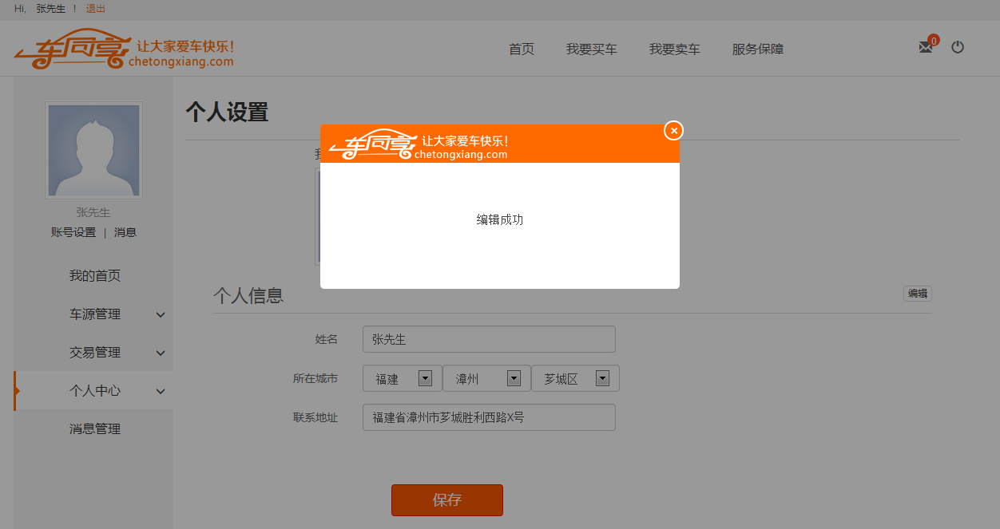 Hi, 张先生 ! 退出
车同享 让大家爱车快乐!
chetongxiang.com
首页 我要买车 我要卖车 服务保障
0
个人设置
车同享 让大家爱车快乐!
chetongxiang.com
编辑成功
张先生
账号设置 | 消息
我的首页
车源管理
交易管理
个人中心
消息管理
个人信息 编辑
姓名 张先生
所在城市 福建 漳州 芗城区
联系地址 福建省漳州市芗城胜利西路X号
保存